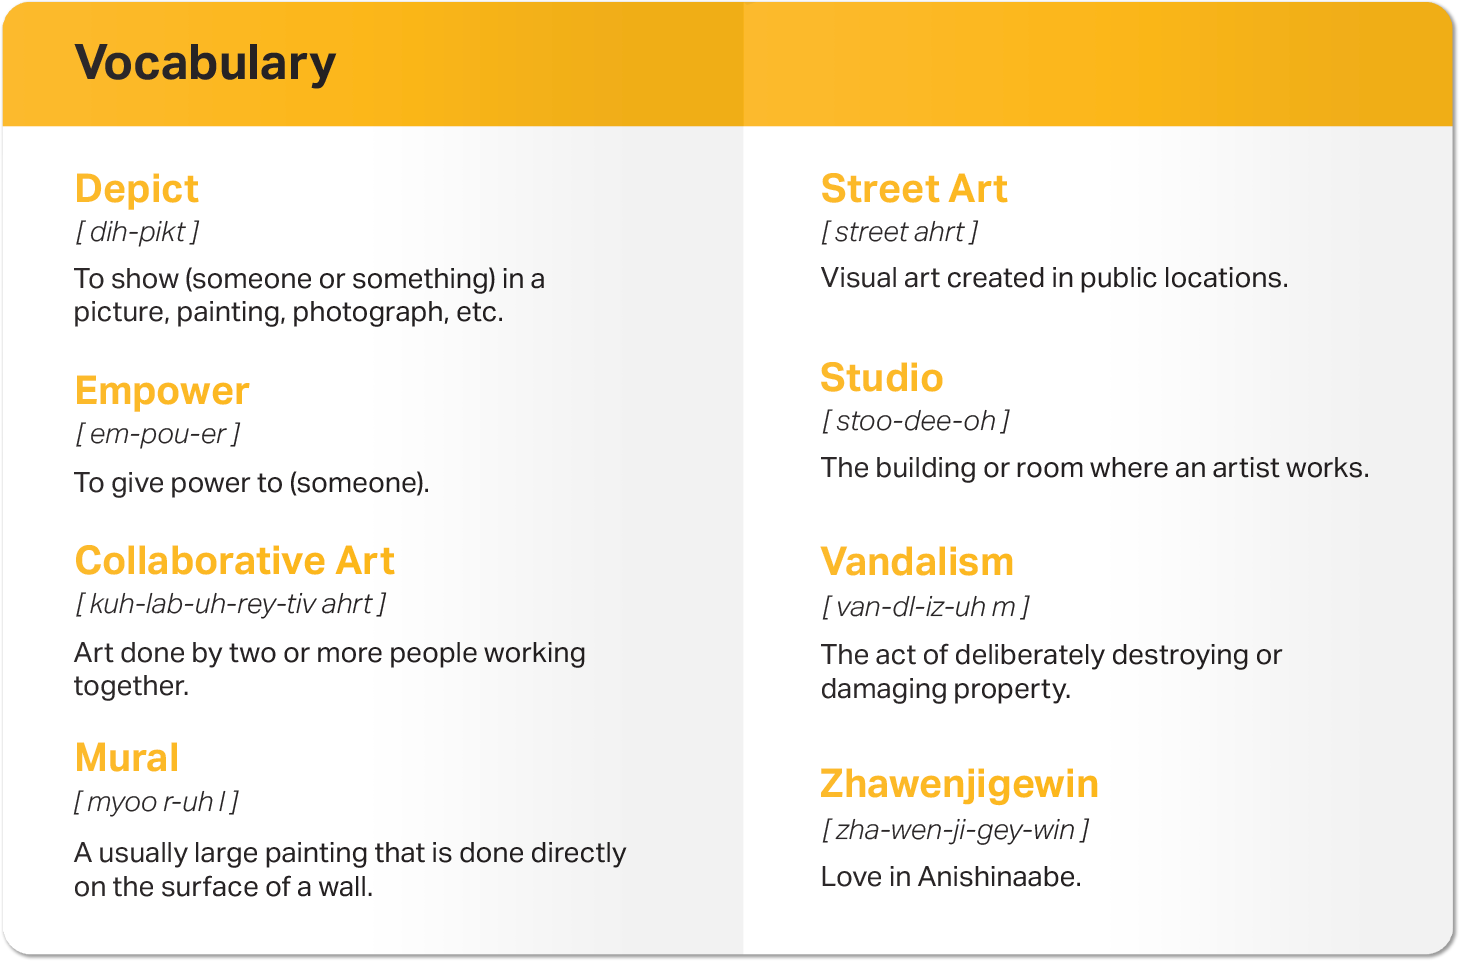 Vocabulary
Depict
[ dih-pikt ]
To show (someone or something) in a
picture, painting, photograph, etc.
Empower
[ em-pou-er ]
To give power to (someone).
Collaborative Art
[ kuh-lab-uh-rey-tiv ahrt ]
Art done by two or more people working
together.
Mural
[ myoo r-uh l ]
A usually large painting that is done directly
on the surface of a wall.
Street Art
[ street ahrt ]
Visual art created in public locations.
Studio
[ stoo-dee-oh ]
The building or room where an artist works.
Vandalism
[ van-dl-iz-uh m ]
The act of deliberately destroying or
damaging property.
Zhawenjigewin
[ zha-wen-ji-gey-win ]
Love in Anishinaabe.